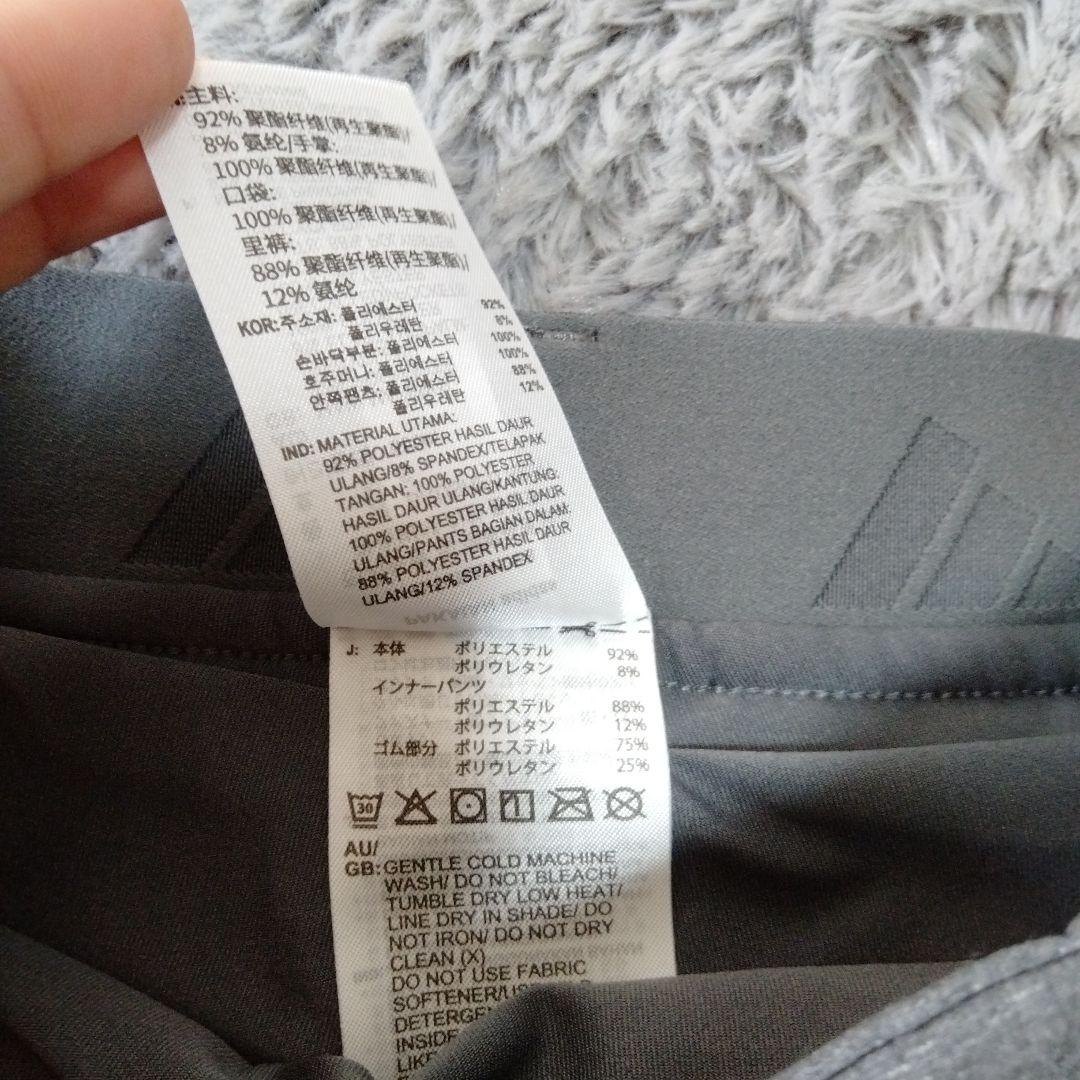 主料:
92% 聚酯纤维(再生聚酯)/
8% 氨纶/手掌:
100% 聚酯纤维(再生聚酯)/
口袋:
100% 聚酯纤维(再生聚酯)/
里裤:
88% 聚酯纤维(再生聚酯)/
12% 氨纶
KOR: 주소재: 폴리에스터 92%
폴리우레탄 8%
손바닥부분: 폴리에스터 100%
호주머니: 폴리에스터 100%
안쪽팬츠: 폴리에스터 88%
폴리우레탄 12%
IND: MATERIAL UTAMA:
92% POLYESTER HASIL DAUR
ULANG/8% SPANDEX/TELAPAK
TANGAN: 100% POLYESTER
HASIL DAUR ULANG/KANTUNG:
100% POLYESTER HASIL DAUR
ULANG/PANTS BAGIAN DALAM:
88% POLYESTER HASIL DAUR
ULANG/12% SPANDEX
J: 本体 ポリエステル 92%
ポリウレタン 8%
インナーパンツ
ポリエステル 88%
ポリウレタン 12%
ゴム部分 ポリエステル 75%
ポリウレタン 25%
30
AU/
GB: GENTLE COLD MACHINE
WASH/ DO NOT BLEACH/
TUMBLE DRY LOW HEAT/
LINE DRY IN SHADE/ DO
NOT IRON/ DO NOT DRY
CLEAN (X)
DO NOT USE FABRIC
SOFTENER/
INSIDE